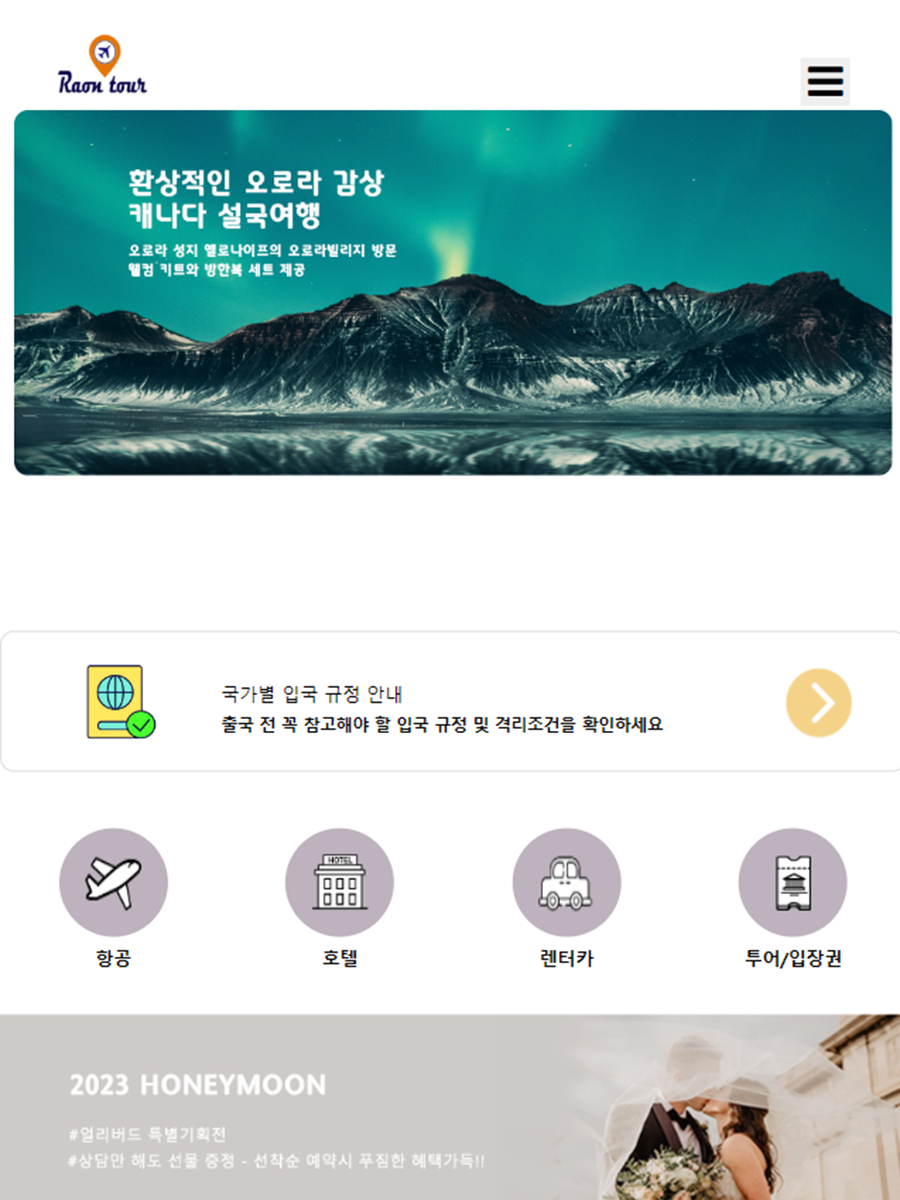 Raon tour
환상적인 오로라 감상
캐나다 설국여행
오로라 성지 옐로나이프의 오로라빌리지 방문
웰컴 키트와 방한복 세트 제공
국가별 입국 규정 안내
출국 전 꼭 참고해야 할 입국 규정 및 격리조건을 확인하세요
HOTEL
항공
호텔
렌터카
투어/입장권
2023 HONEYMOON
#얼리버드 특별기획전
#상담만 해도 선물 증정 - 선착순 예약시 푸짐한 혜택가득!!